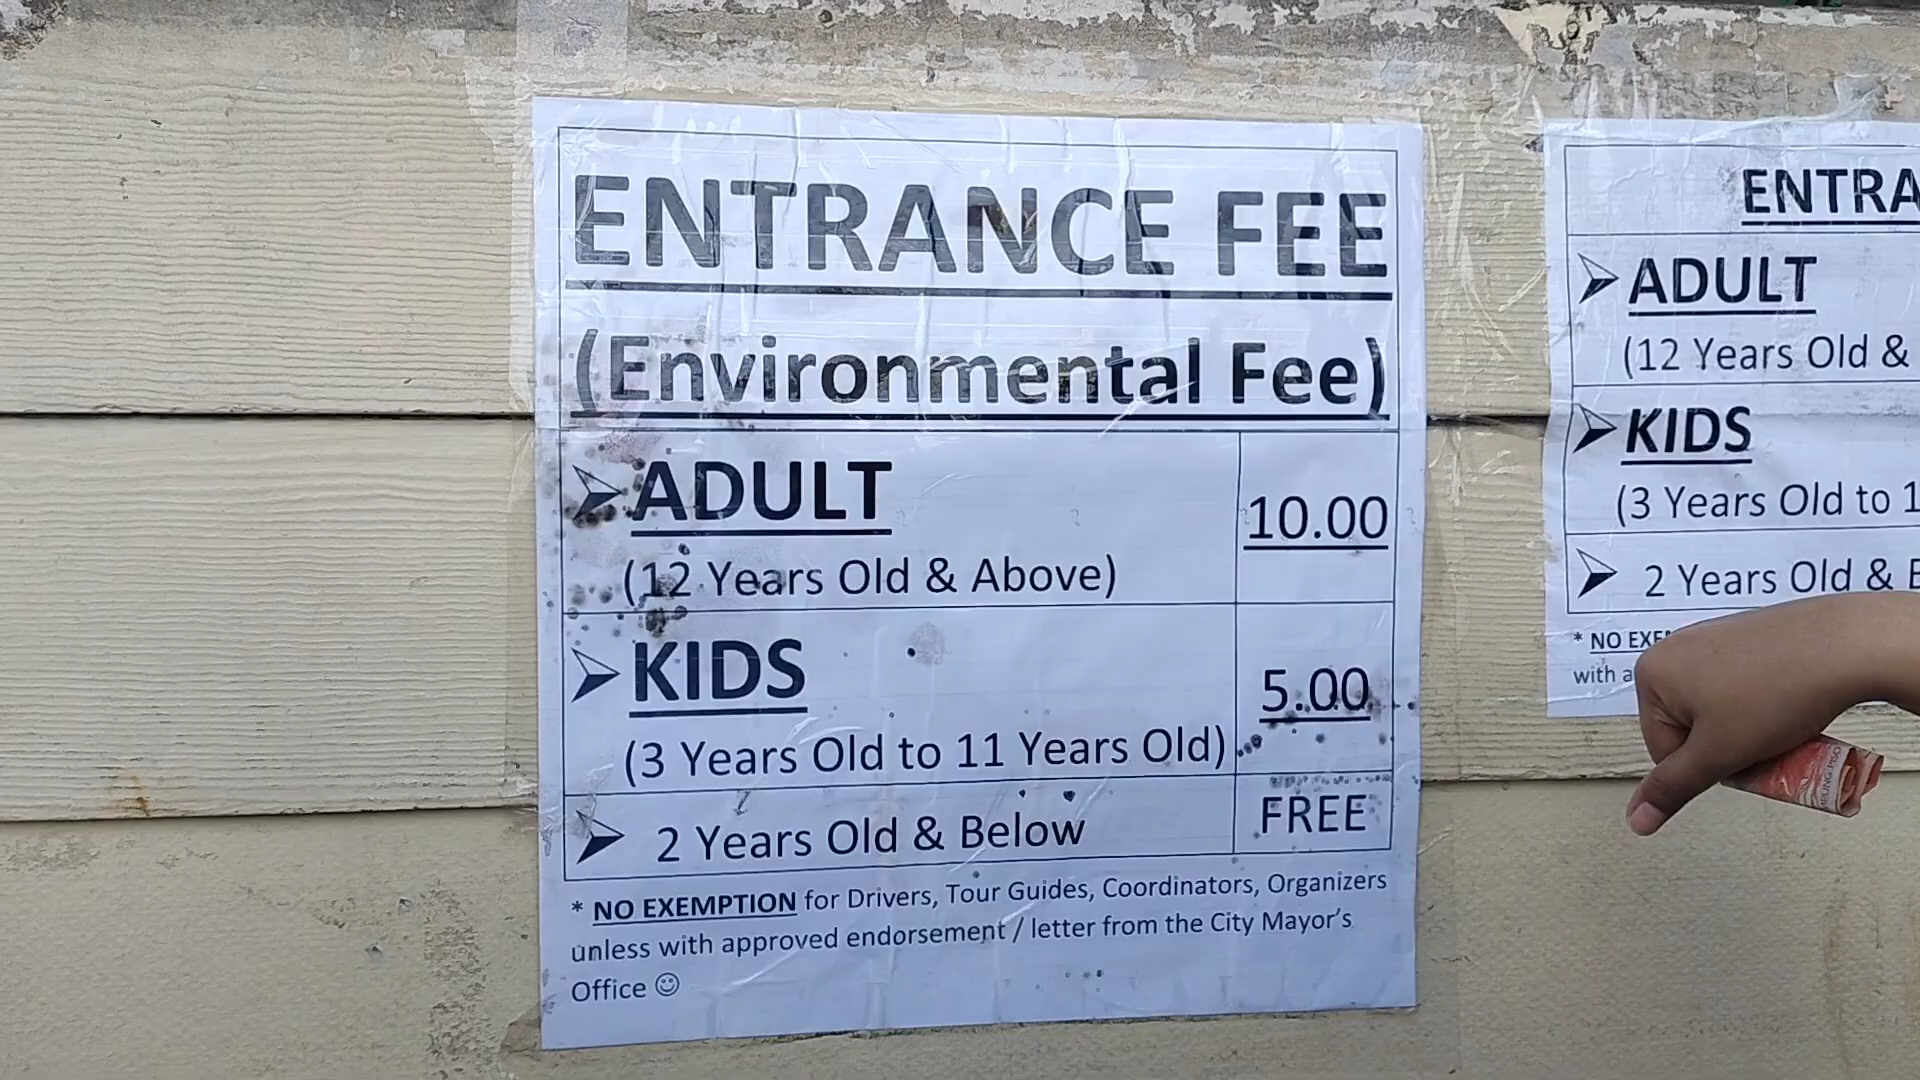 ENTRANCE FEE
(Environmental Fee)
ADULT
10.00
(12 Years Old & Above)
KIDS
5.00
(3 Years Old to 11 Years Old)
2 Years Old & Below
FREE
* NO EXEMPTION for Drivers, Tour Guides, Coordinators, Organizers
unless with approved endorsement / letter from the City Mayor's
Office ☺
ENTRA
ADULT
(12 Years Old &
KIDS
(3 Years Old to 1
2 Years Old &
* NO EXE
with a